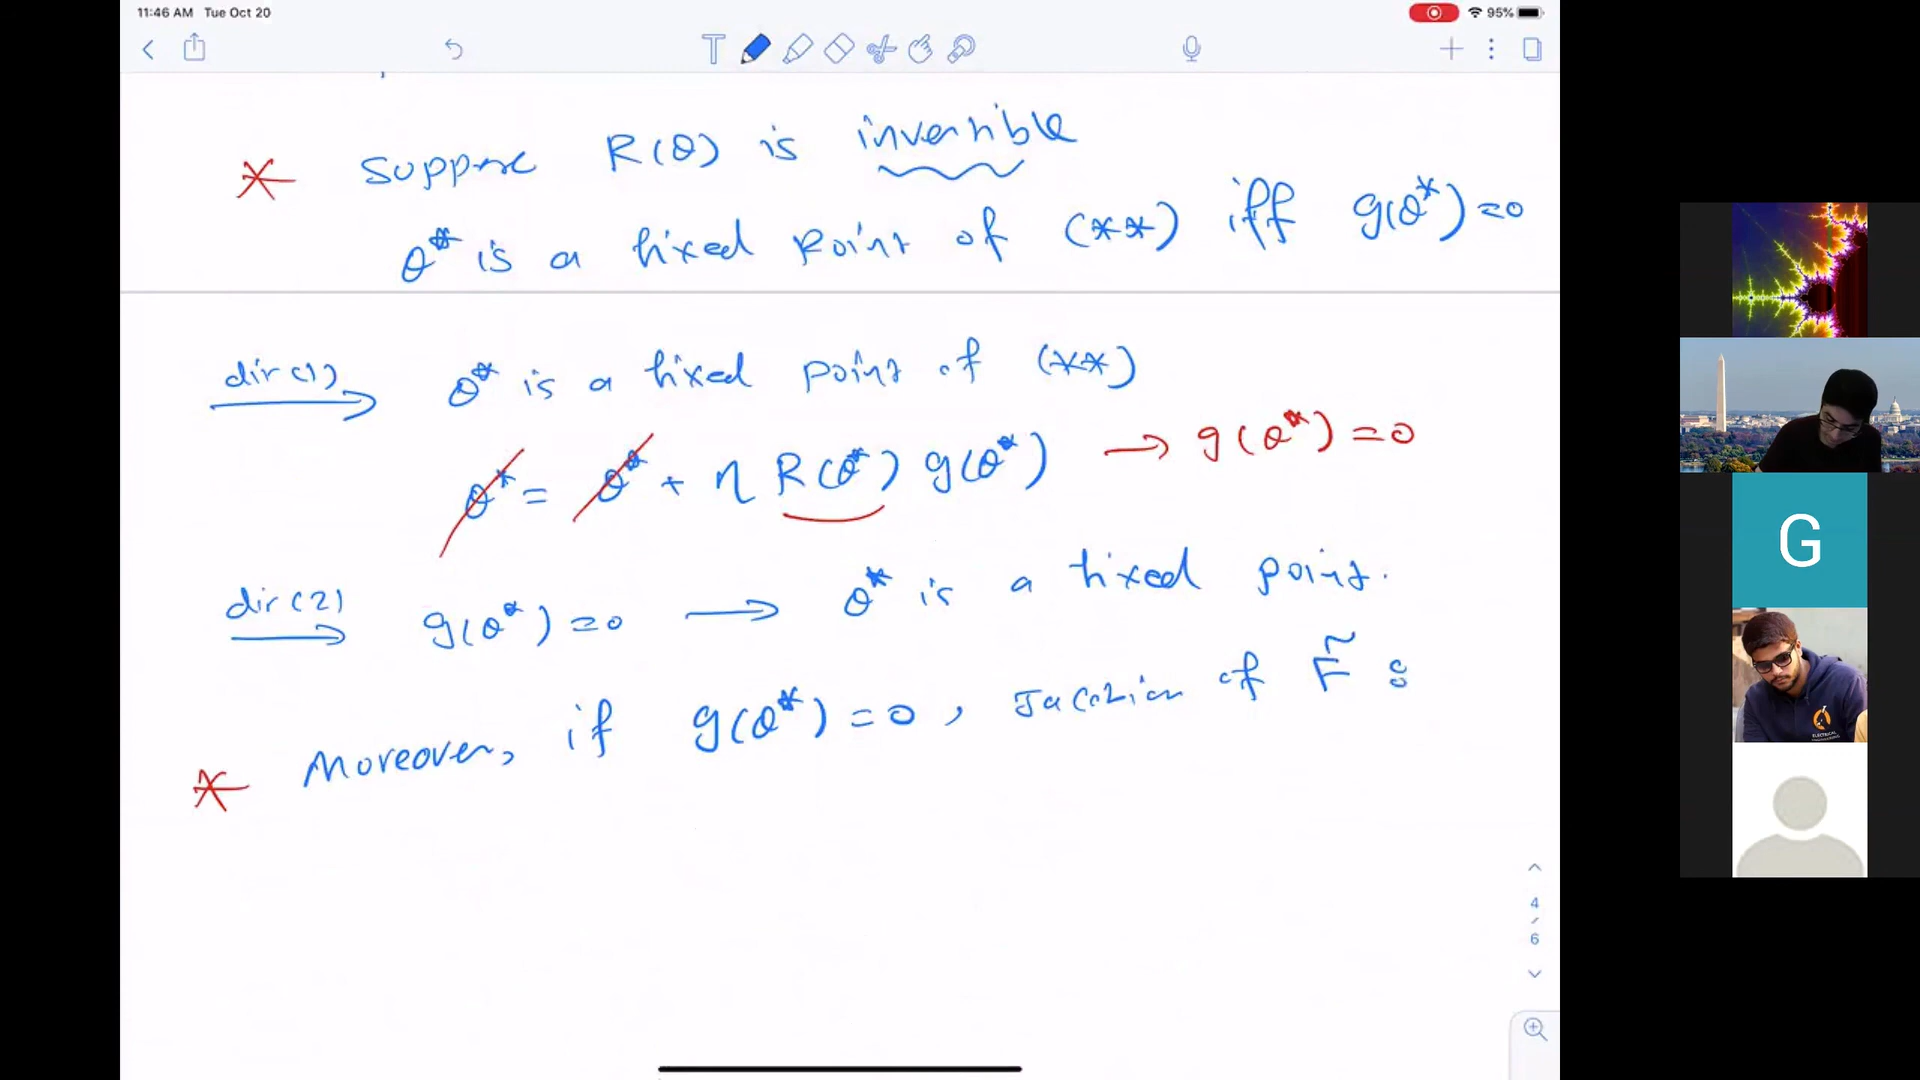 11:46 AM Tue Oct 20
95%
* Suppose R(θ) is invertible
θ* is a fixed point of (**) iff g(θ*)=0
dir(1) θ* is a fixed point of (**)
θ* = θ* + η R(θ*) g(θ*) → g(θ*) = 0
dir(2) g(θ*) = 0 → θ* is a fixed point.
* Moreover, if g(θ*) = 0, Jacobian of F̃ :
4
6
G
ELECTRICAL